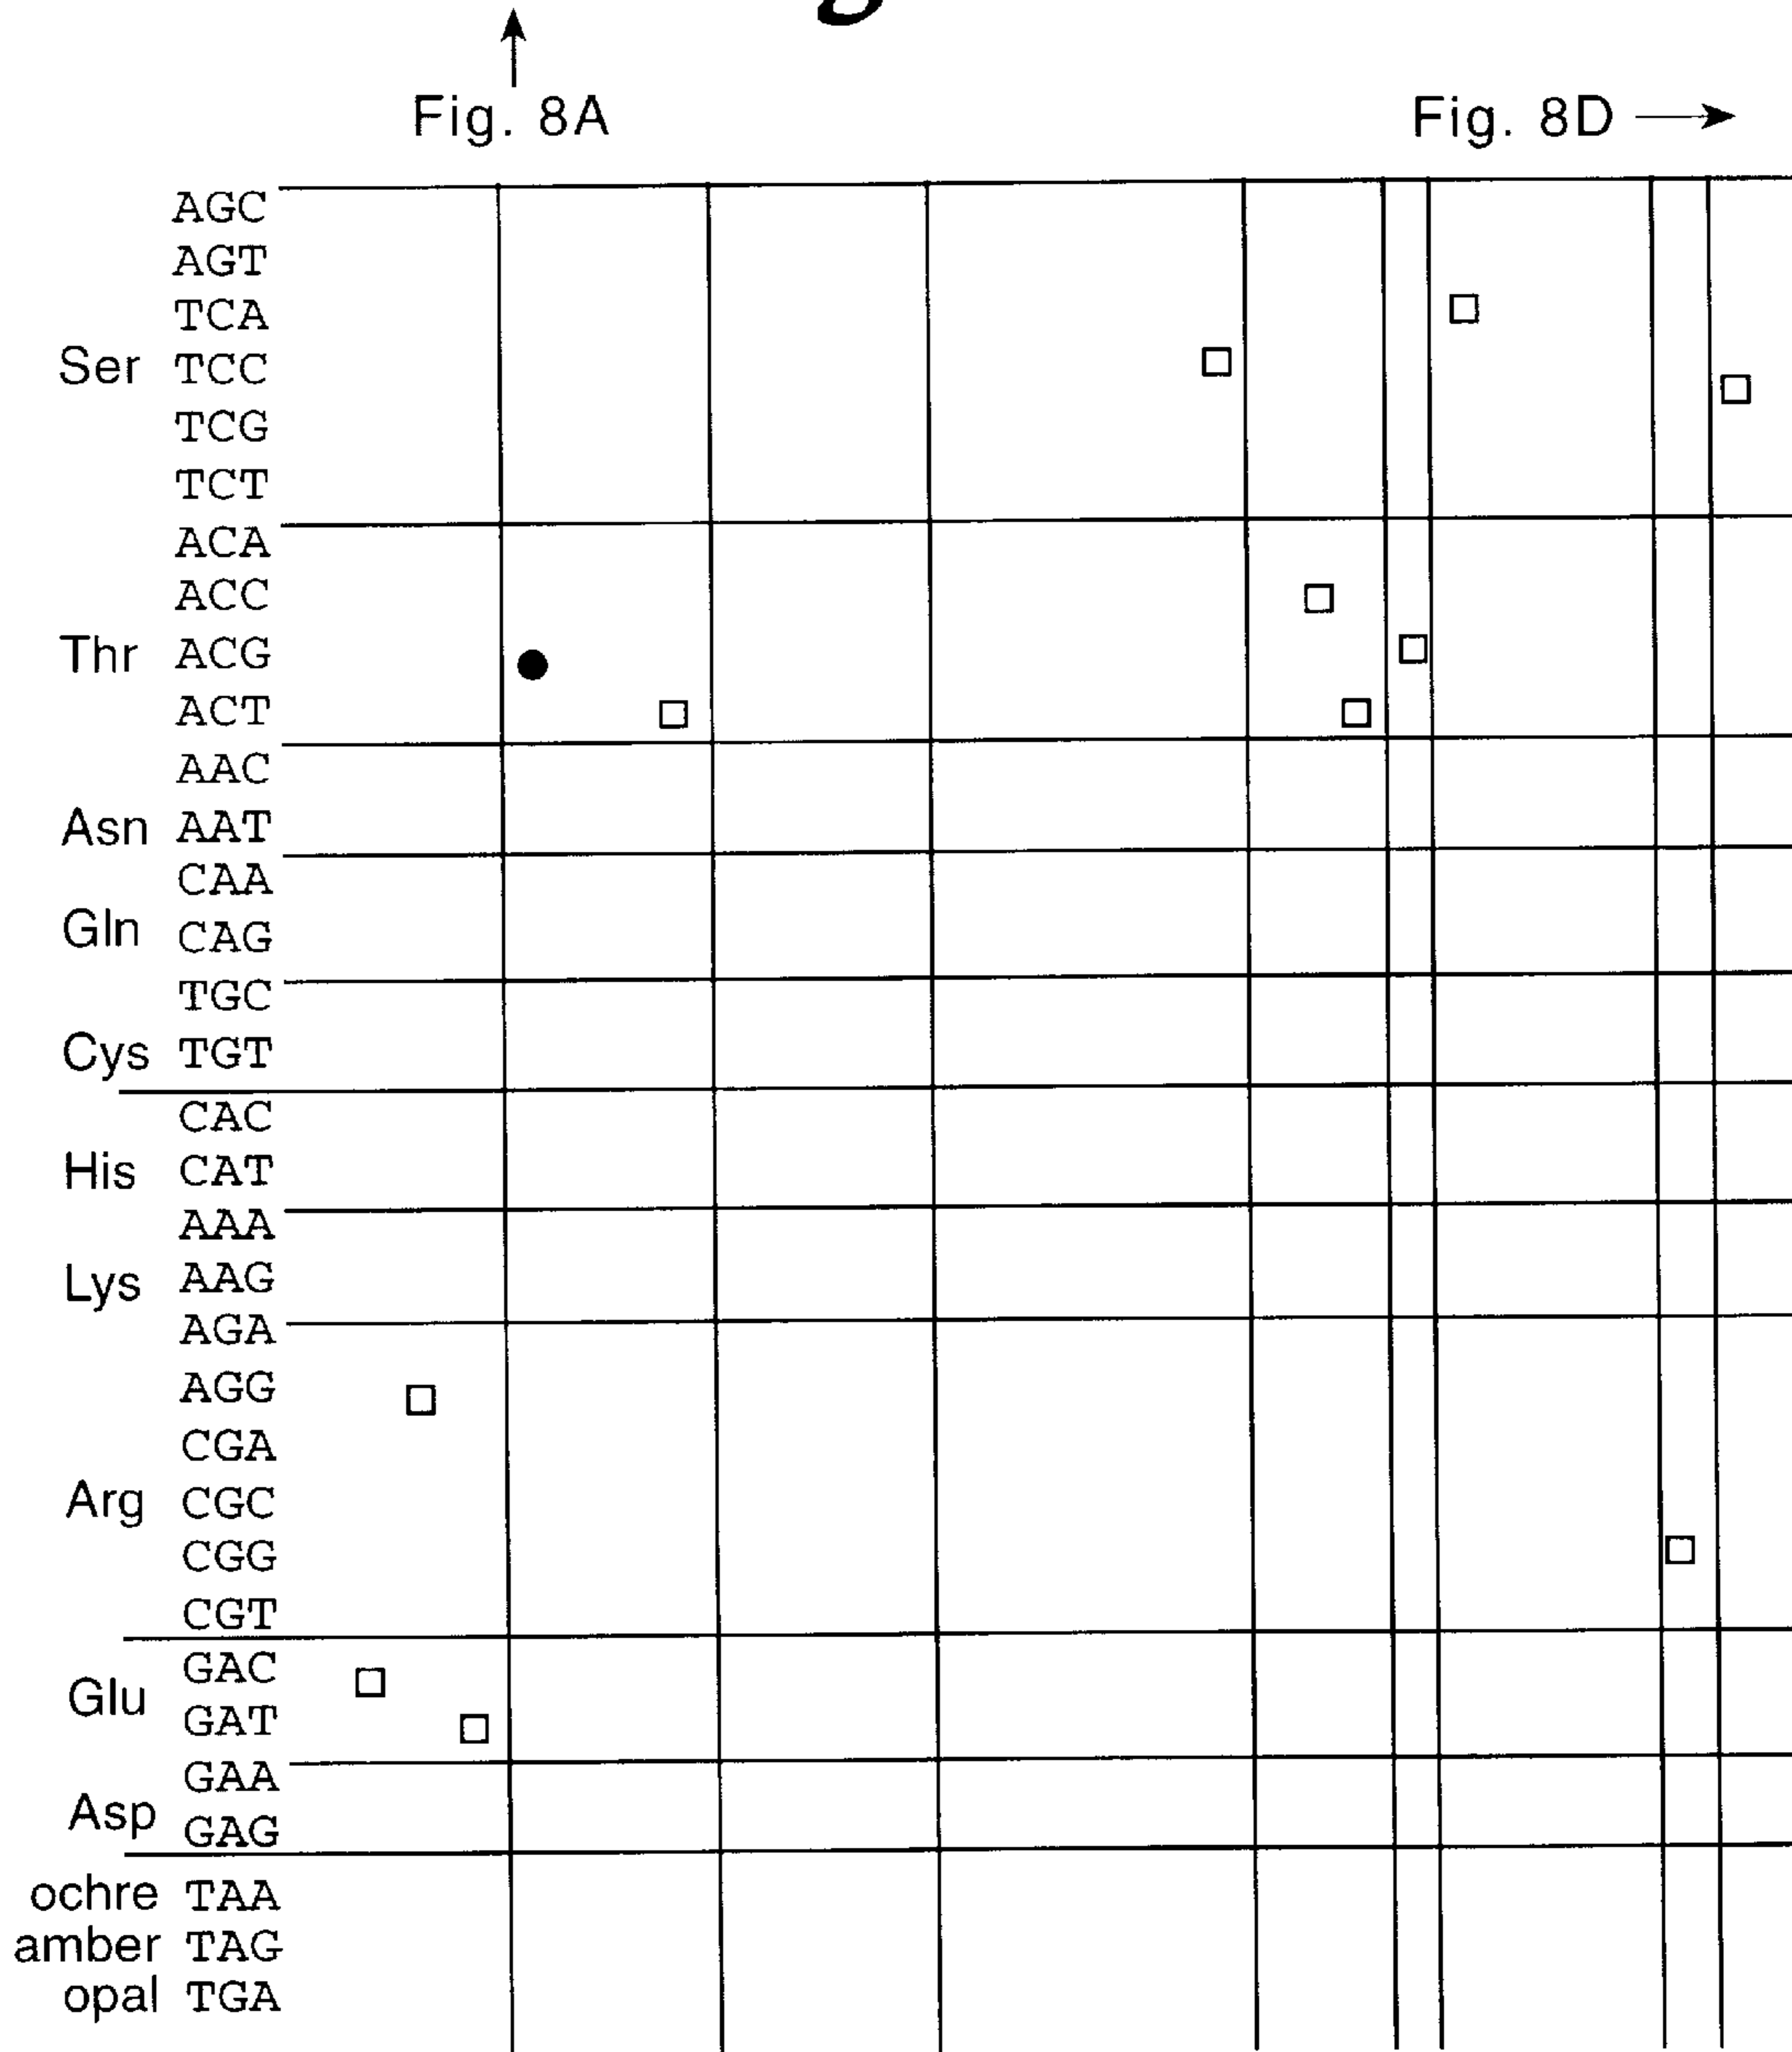 Fig. 8A
Fig. 8D
AGC
AGT
TCA
Ser TCC
TCG
TCT
ACA
ACC
Thr ACG
ACT
AAC
Asn AAT
CAA
Gln CAG
TGC
Cys TGT
CAC
His CAT
AAA
Lys AAG
AGA
AGG
CGA
Arg CGC
CGG
CGT
GAC
Glu GAT
GAA
Asp GAG
ochre TAA
amber TAG
opal TGA